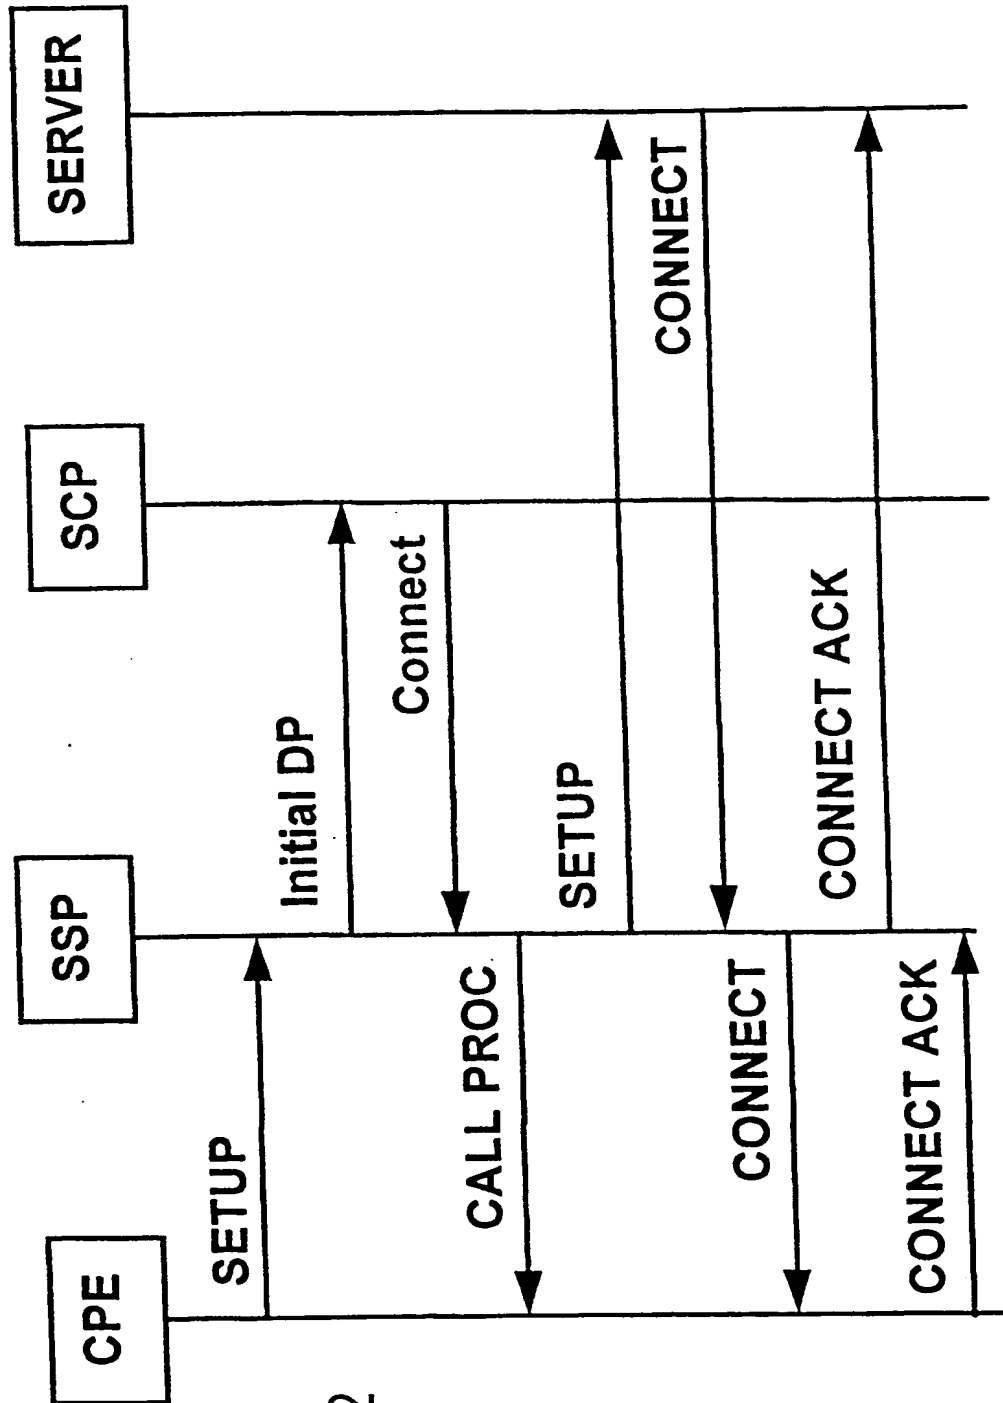 CPE
SSP
SCP
SERVER
SETUP
Initial DP
Connect
CALL PROC
SETUP
CONNECT
CONNECT
CONNECT ACK
CONNECT ACK